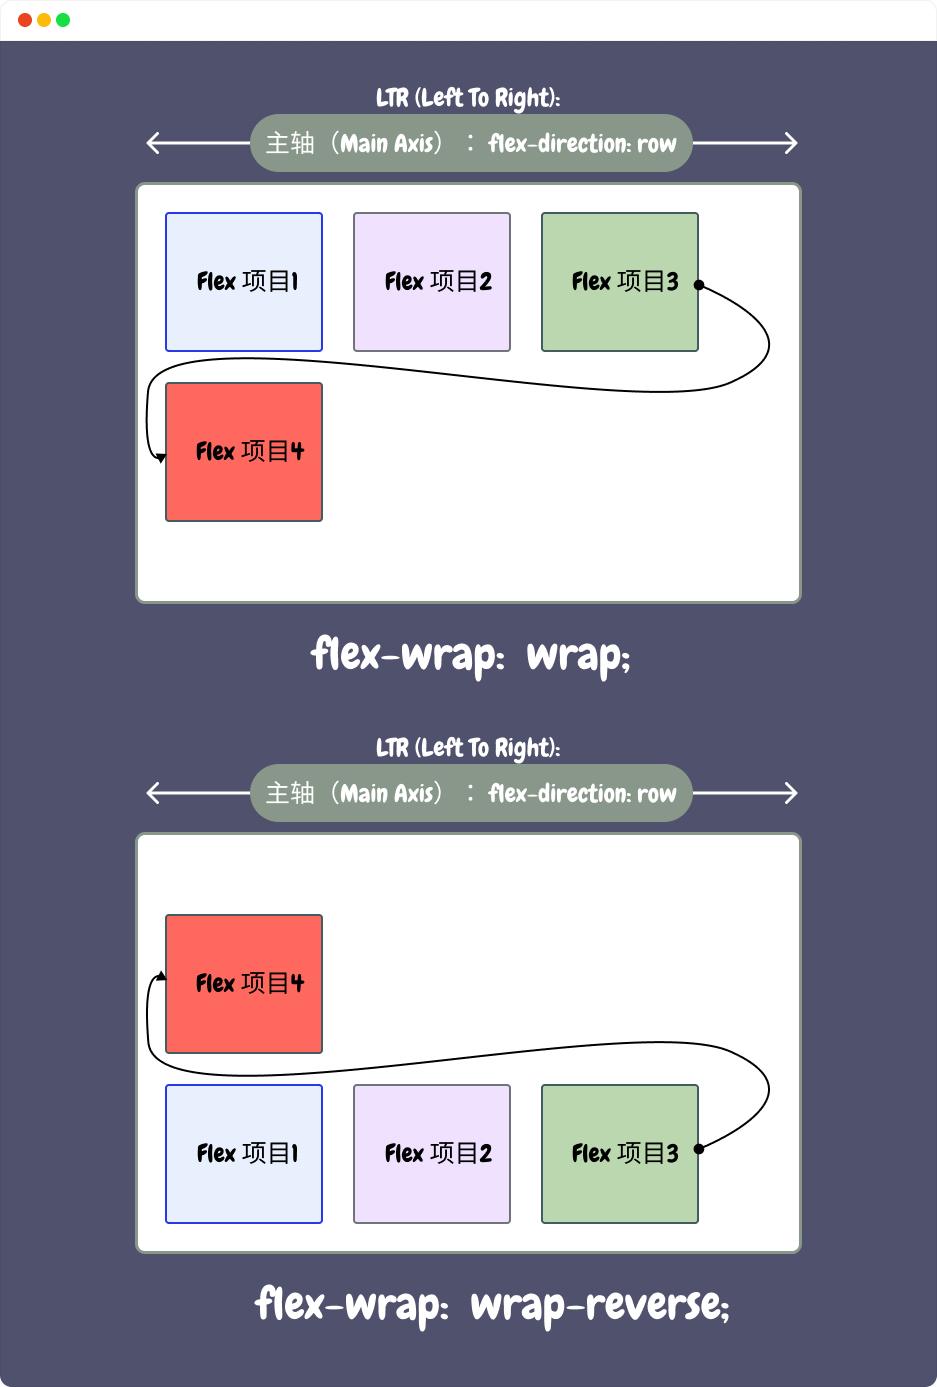 LTR (Left To Right):
主轴（Main Axis）：flex-direction: row
Flex 项目1
Flex 项目2
Flex 项目3
Flex 项目4
flex-wrap: wrap;
LTR (Left To Right):
主轴（Main Axis）：flex-direction: row
Flex 项目4
Flex 项目1
Flex 项目2
Flex 项目3
flex-wrap: wrap-reverse;